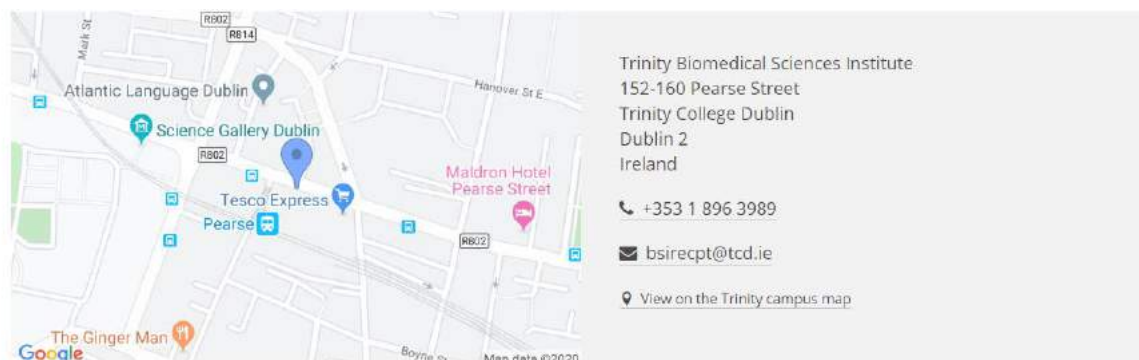 R802
R814
Mark St
Atlantic Language Dublin
Hanover St E
Science Gallery Dublin
R802
Maldron Hotel
Pearse Street
Tesco Express
Pearse
R802
The Ginger Man
Google
Boyne St
Map data ©2020
Trinity Biomedical Sciences Institute
152-160 Pearse Street
Trinity College Dublin
Dublin 2
Ireland
+353 1 896 3989
bsirecpt@tcd.ie
View on the Trinity campus map